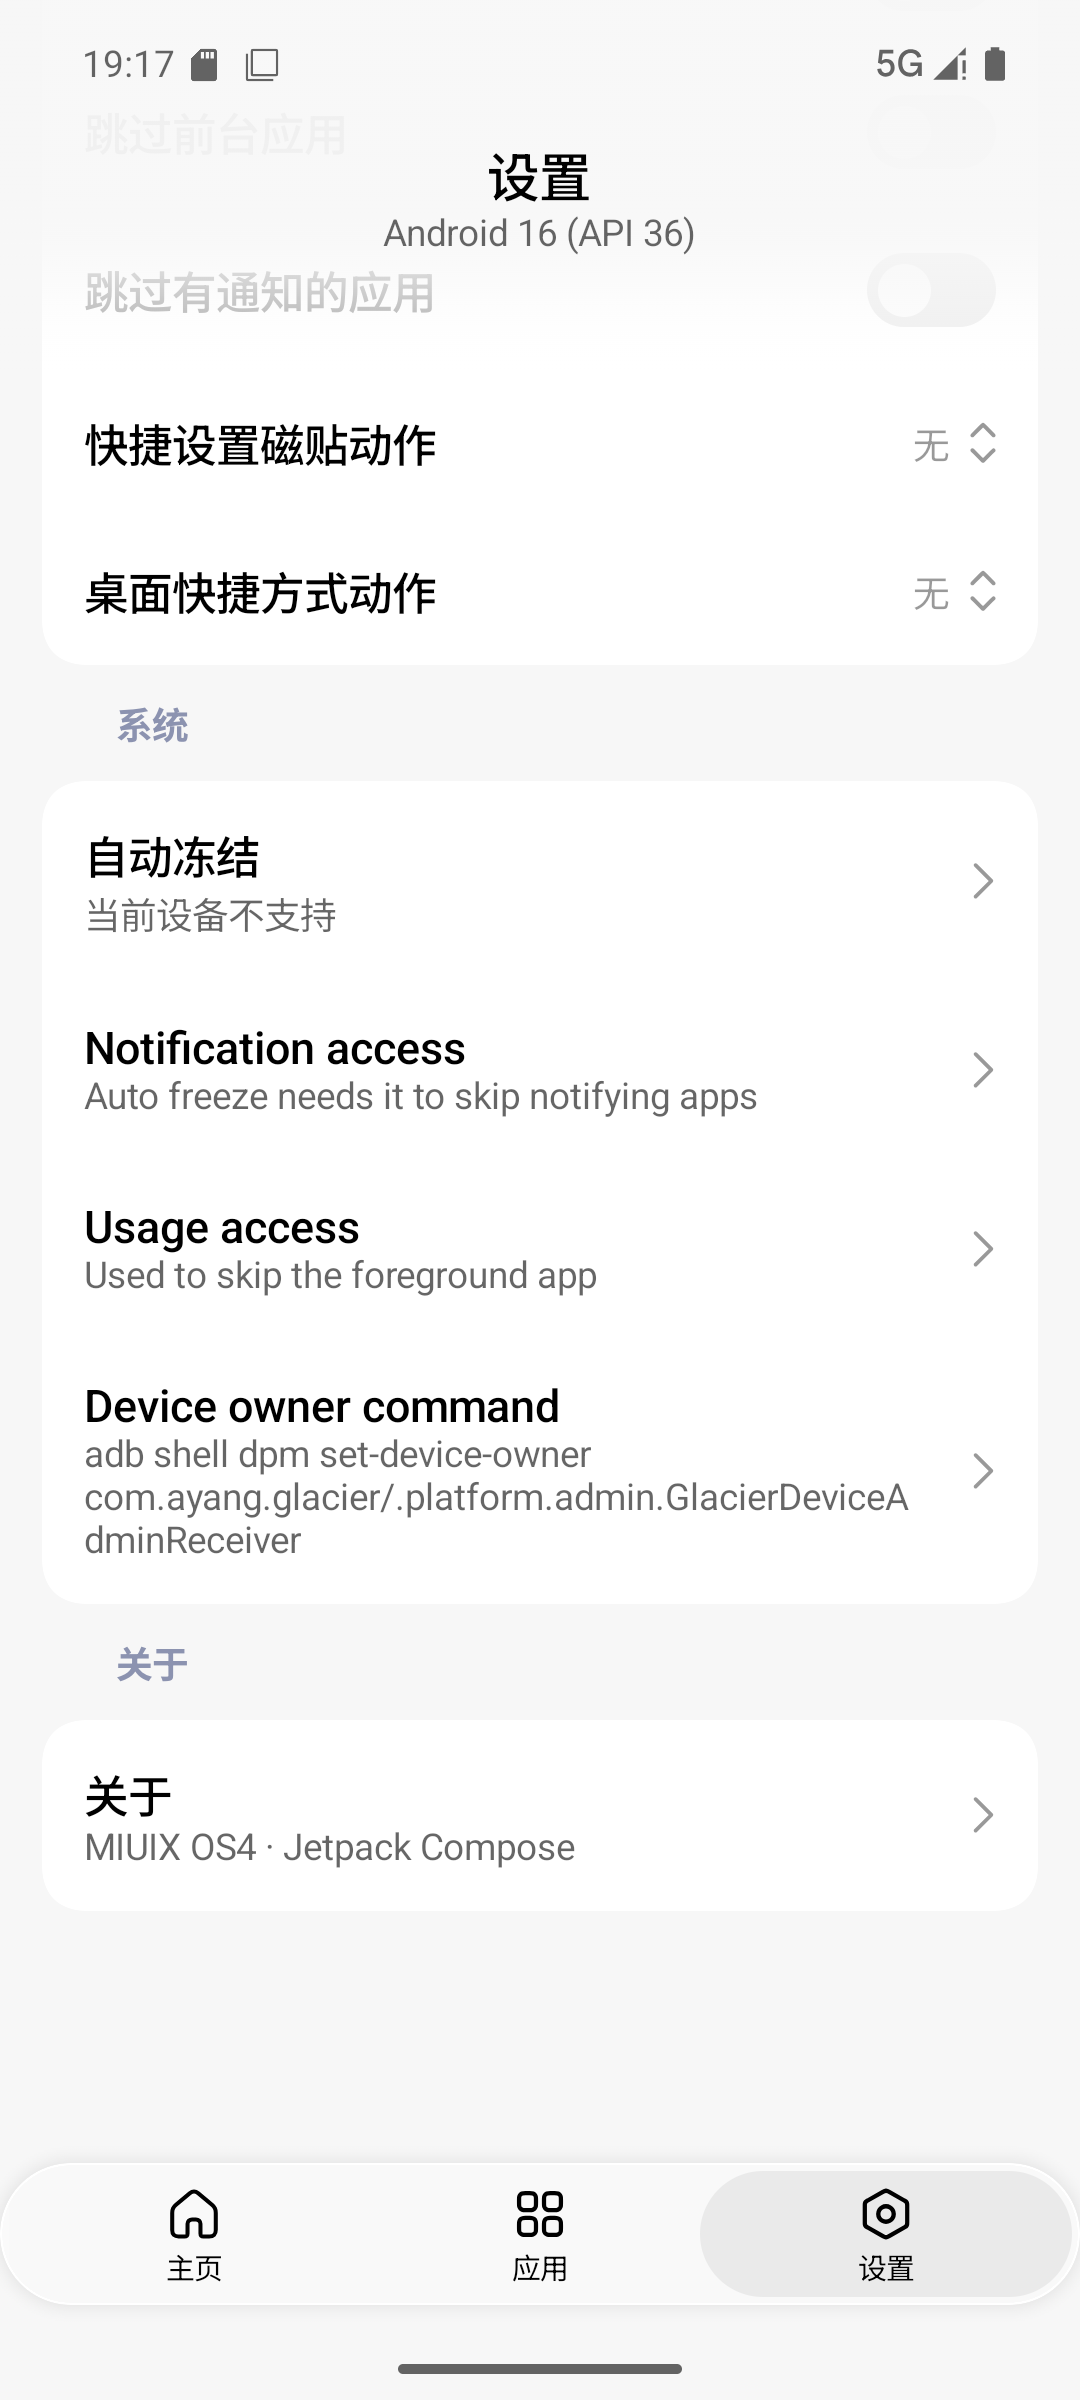 19:17
5G
跳过前台应用
设置
Android 16 (API 36)
跳过有通知的应用
快捷设置磁贴动作
无
桌面快捷方式动作
无
系统
自动冻结
当前设备不支持
Notification access
Auto freeze needs it to skip notifying apps
Usage access
Used to skip the foreground app
Device owner command
adb shell dpm set-device-owner
com.ayang.glacier/.platform.admin.GlacierDeviceA
dminReceiver
关于
关于
MIUIX OS4 · Jetpack Compose
主页
应用
设置